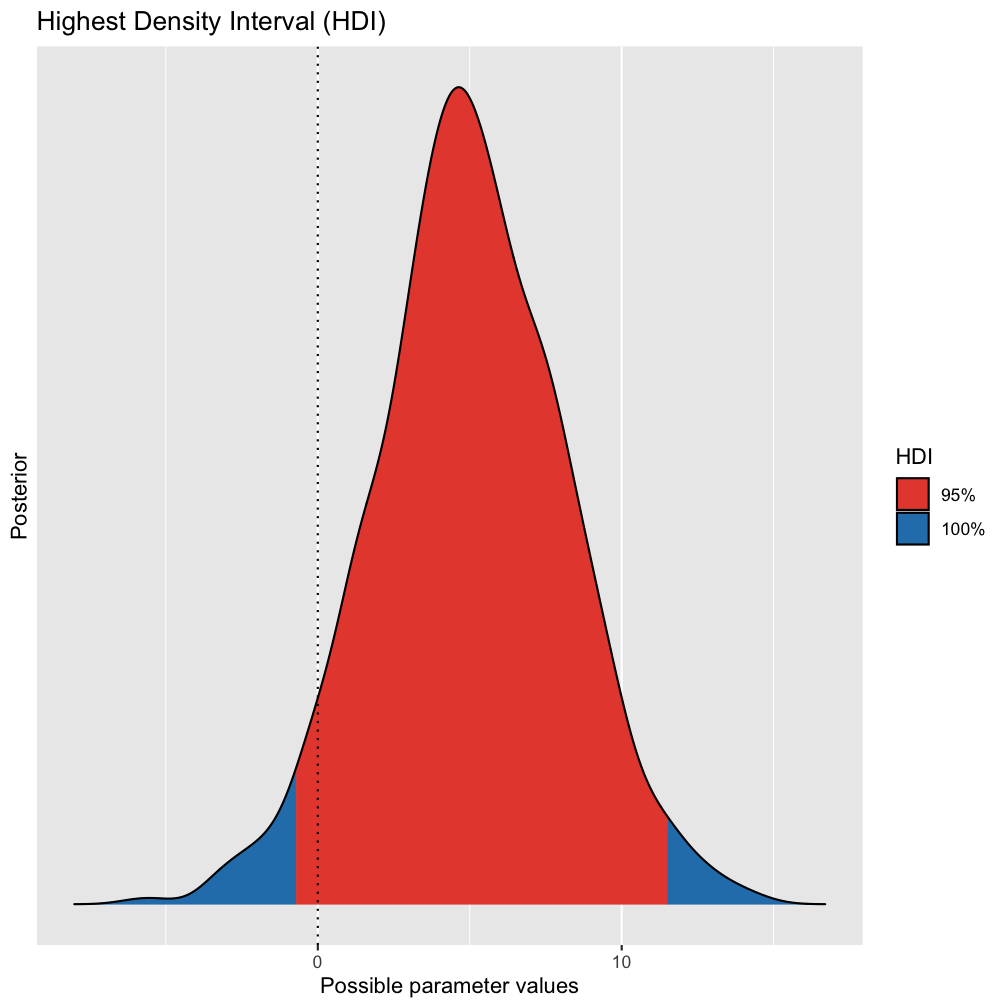 Highest Density Interval (HDI)
Posterior
HDI
95%
100%
0
10
Possible parameter values